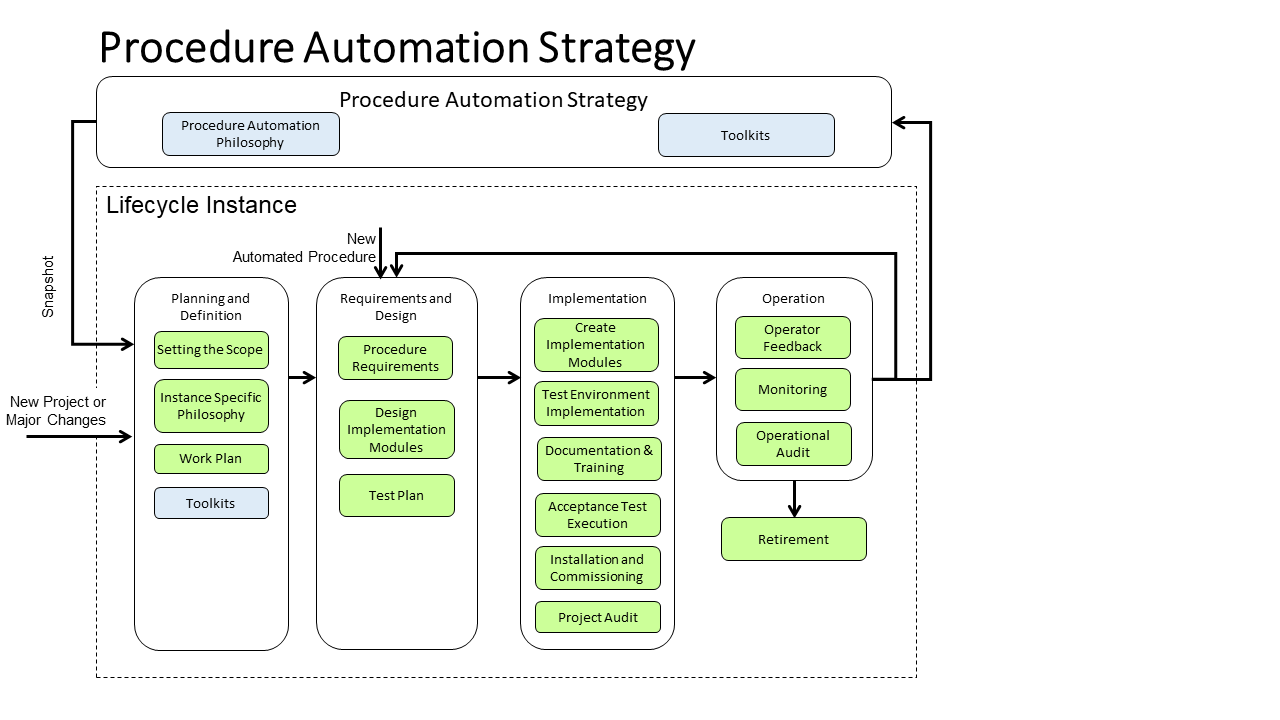 Procedure Automation Strategy
Procedure Automation Strategy
Procedure Automation
Philosophy
Toolkits
Lifecycle Instance
New
Automated Procedure
Snapshot
New Project or
Major Changes
Planning and
Definition
Setting the Scope
Instance Specific
Philosophy
Work Plan
Toolkits
Requirements and
Design
Procedure
Requirements
Design
Implementation
Modules
Test Plan
Implementation
Create
Implementation
Modules
Test Environment
Implementation
Documentation &
Training
Acceptance Test
Execution
Installation and
Commissioning
Project Audit
Operation
Operator
Feedback
Monitoring
Operational
Audit
Retirement